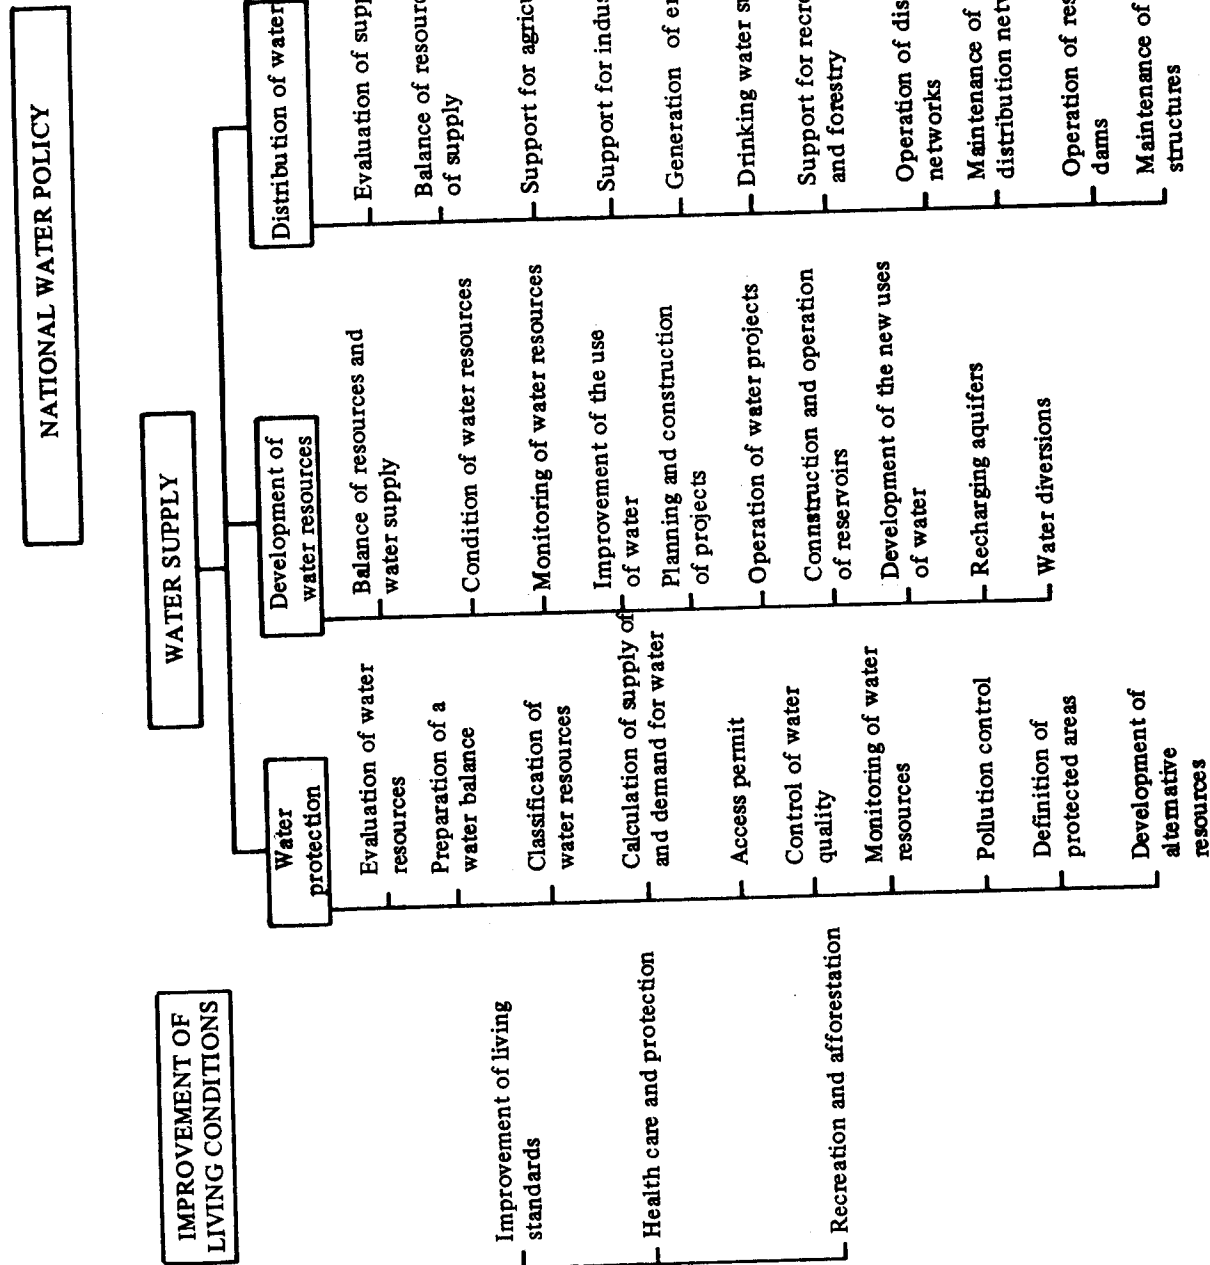 NATIONAL WATER POLICY
IMPROVEMENT OF
LIVING CONDITIONS
Improvement of living
standards
Health care and protection
Recreation and afforestation
WATER SUPPLY
Water
protection
Evaluation of water
resources
Preparation of a
water balance
Classification of
water resources
Calculation of supply of
and demand for water
Access permit
Control of water
quality
Monitoring of water
resources
Pollution control
Definition of
protected areas
Development of
alternative
resources
Development of
water resources
Balance of resources and
water supply
Condition of water resources
Monitoring of water resources
Improvement of the use
of water
Planning and construction
of projects
Operation of water projects
Connstruction and operation
of reservoirs
Development of the new uses
of water
Recharging aquifers
Water diversions
Distribution of water
Evaluation of
Balance of
of supply
Support for
Support for
Generation of
Drinking water
Support for
and forestry
Operation of
networks
Maintenance of
distribution
Operation of
dams
Maintenance of
structures